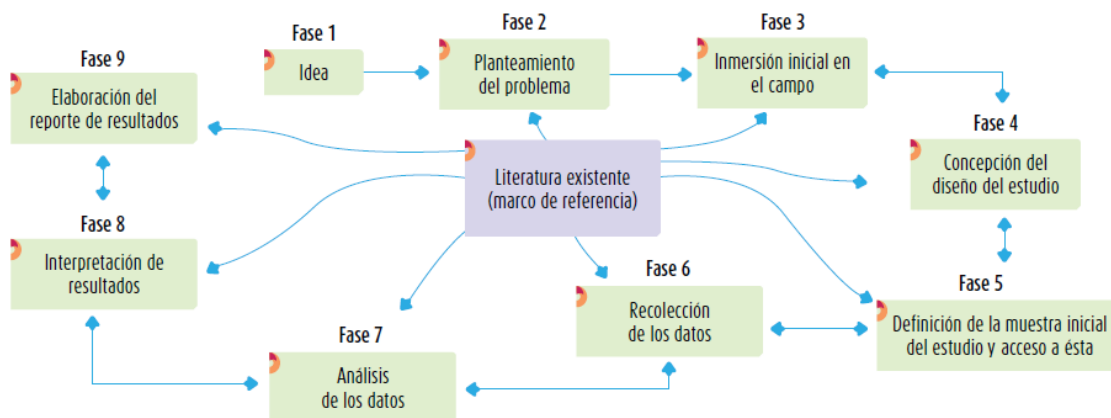 Fase 1
Idea
Fase 2
Planteamiento
del problema
Fase 3
Inmersión inicial en
el campo
Fase 4
Concepción del
diseño del estudio
Fase 5
Definición de la muestra inicial
del estudio y acceso a ésta
Fase 6
Recolección
de los datos
Fase 7
Análisis
de los datos
Fase 8
Interpretación de
resultados
Fase 9
Elaboración del
reporte de resultados
Literatura existente
(marco de referencia)